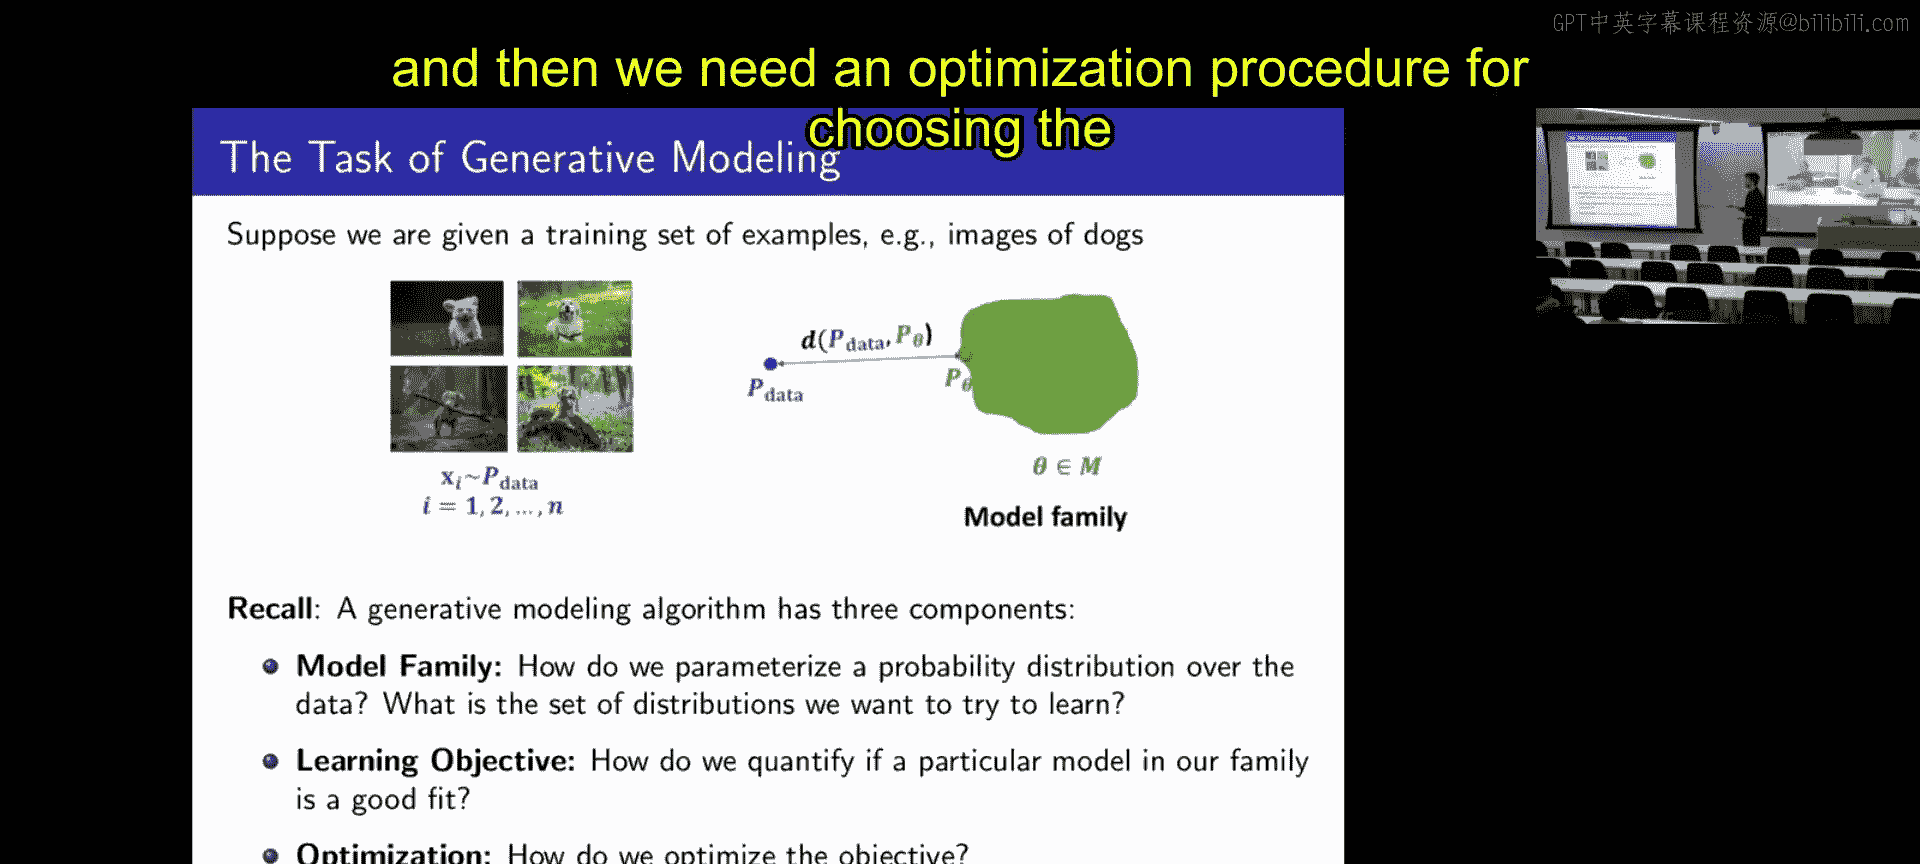 GPT中英字幕课程资源@bilibili.com
and then we need an optimization procedure for
choosing the
The Task of Generative Modeling
Suppose we are given a training set of examples, e.g., images of dogs
d(Pdata, Pθ)
Pdata
Pθ
xᵢ~Pdata
i = 1, 2, ..., n
θ ∈ M
Model family
Recall: A generative modeling algorithm has three components:
Model Family: How do we parameterize a probability distribution over the
data? What is the set of distributions we want to try to learn?
Learning Objective: How do we quantify if a particular model in our family
is a good fit?
Optimization: How do we optimize the objective?